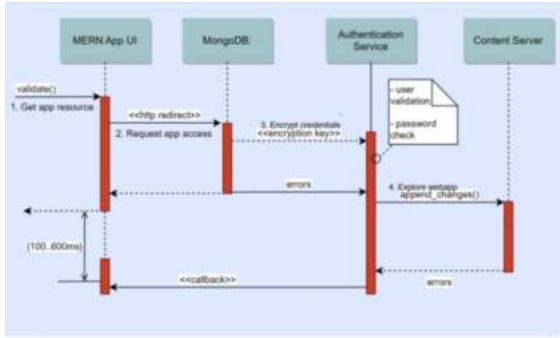 MERN App UI
MongoDB:
Authentication
Service
Content Server
validate()
1. Get app resource
<<http redirect>>
2. Request app access
3. Encrypt credentials
<<encryption key>>
- user
validation
- password
check
errors
4. Explore webapp
append_changes()
(100..600ms)
errors
<<callback>>